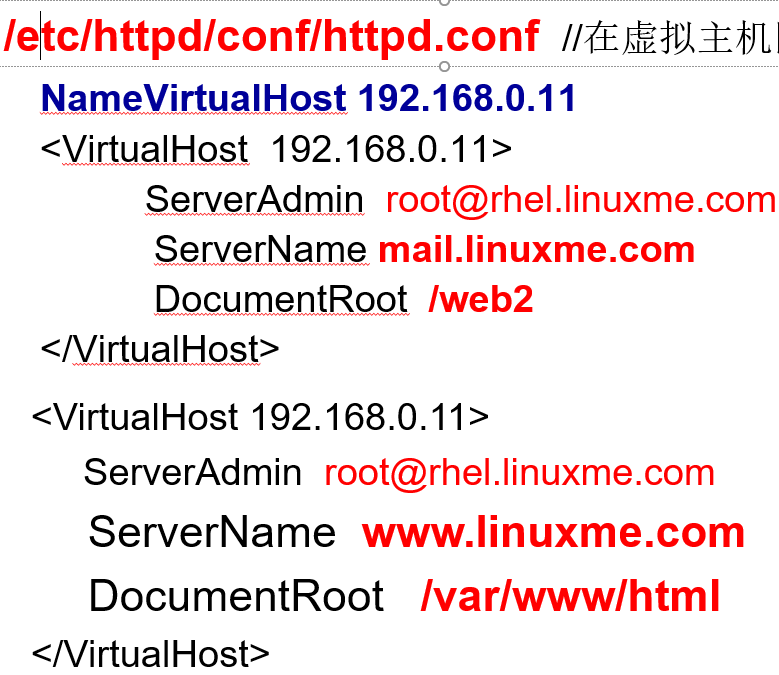 /etc/httpd/conf/httpd.conf //在虚拟主机
NameVirtualHost 192.168.0.11
<VirtualHost 192.168.0.11>
ServerAdmin root@rhel.linuxme.com
ServerName mail.linuxme.com
DocumentRoot /web2
</VirtualHost>
<VirtualHost 192.168.0.11>
ServerAdmin root@rhel.linuxme.com
ServerName www.linuxme.com
DocumentRoot /var/www/html
</VirtualHost>